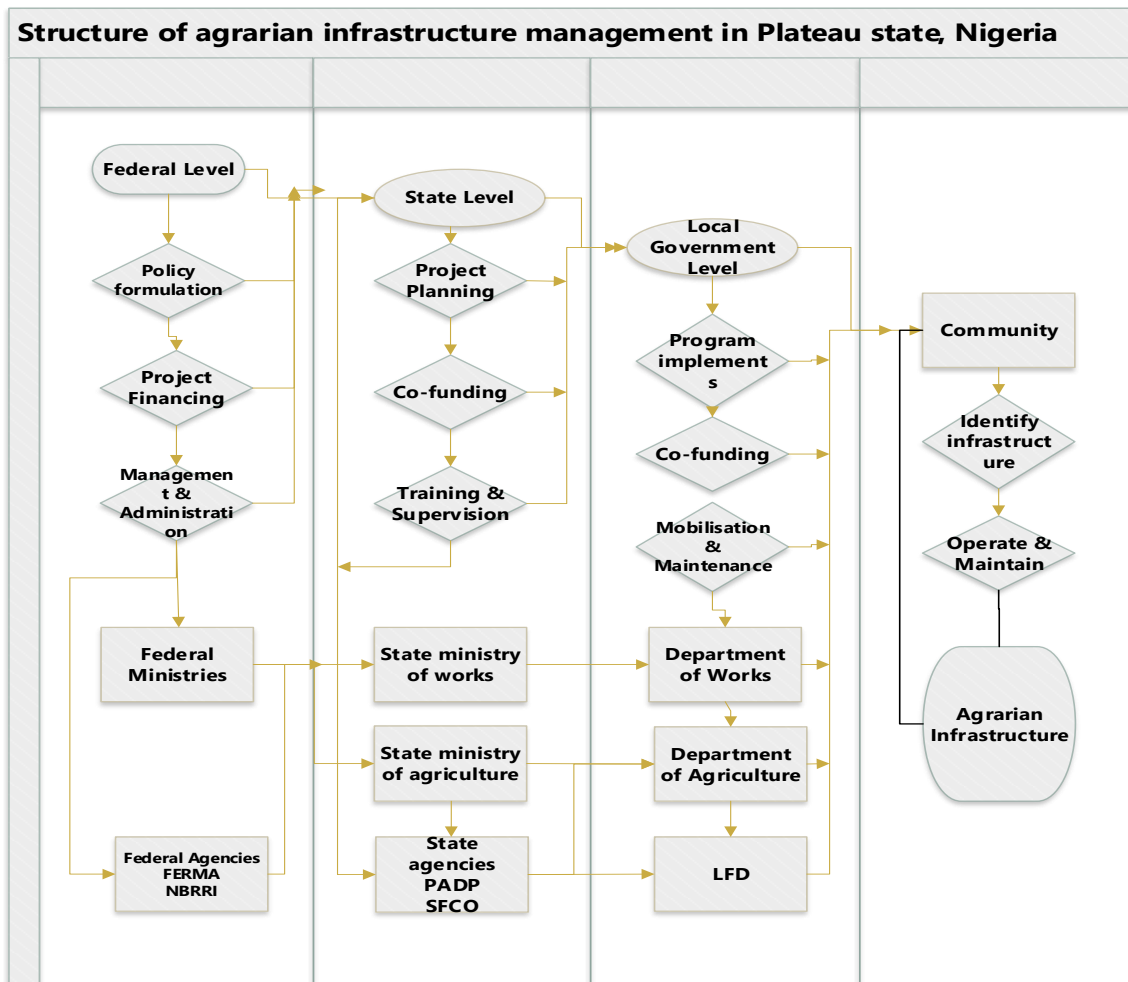 Structure of agrarian infrastructure management in Plateau state, Nigeria
Federal Level
Policy
formulation
Project
Financing
Managemen
t &
Administrati
on
Federal
Ministries
Federal Agencies
FERMA
NBRRI
State Level
Project
Planning
Co-funding
Training &
Supervision
State ministry
of works
State ministry
of agriculture
State
agencies
PADP
SFCO
Local
Government
Level
Program
implement
s
Co-funding
Mobilisation
&
Maintenance
Department
of Works
Department
of Agriculture
LFD
Community
Identify
infrastruct
ure
Operate &
Maintain
Agrarian
Infrastructure